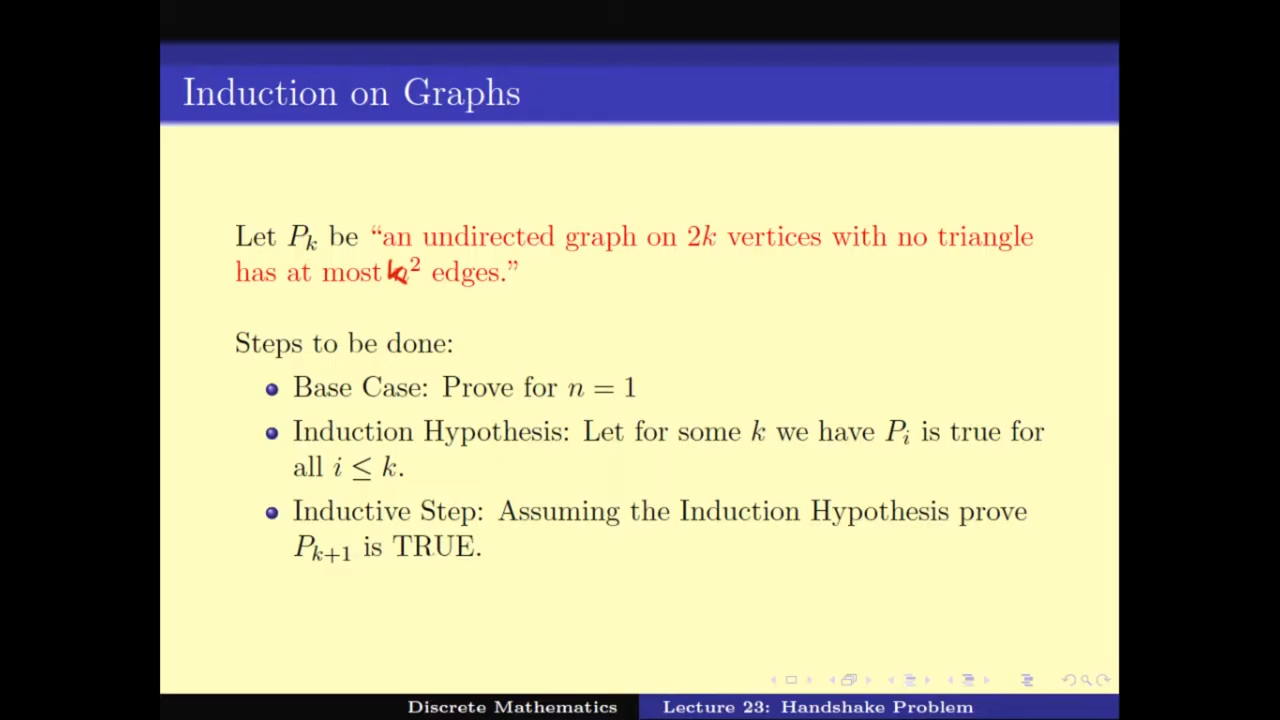 Induction on Graphs
Let P_k be “an undirected graph on 2k vertices with no triangle
has at most k² edges.”
Steps to be done:
Base Case: Prove for n = 1
Induction Hypothesis: Let for some k we have P_i is true for
all i ≤ k.
Inductive Step: Assuming the Induction Hypothesis prove
P_{k+1} is TRUE.
Discrete Mathematics
Lecture 23: Handshake Problem